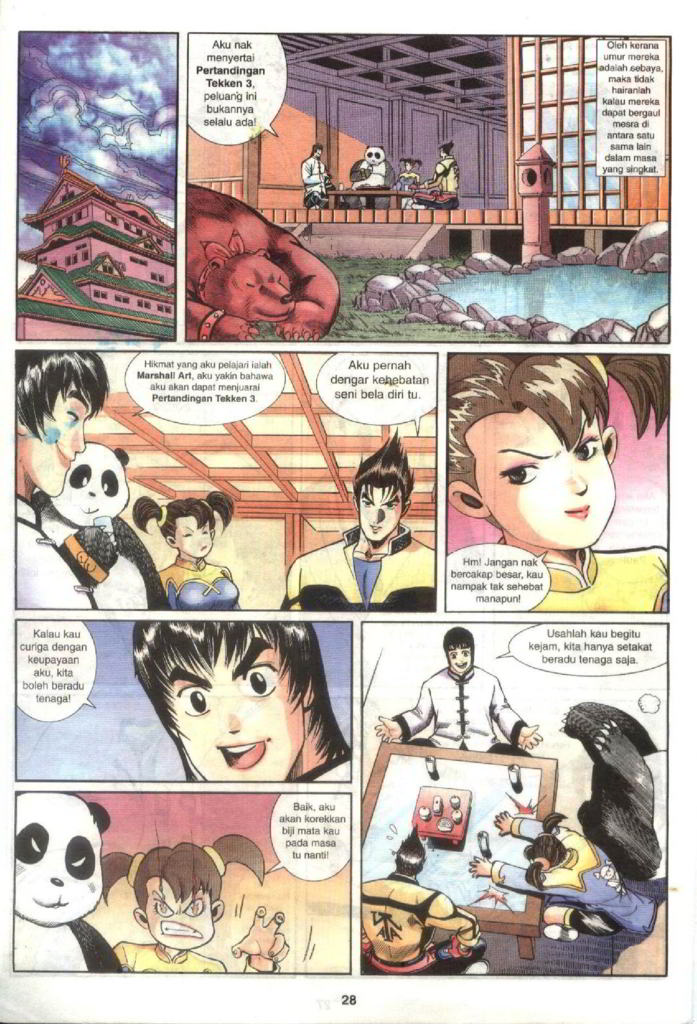 Aku nak
menyertai
Pertandingan
Tekken 3,
peluang ini
bukannya
selalu ada!
Oleh kerana
umur mereka
adalah sebaya,
maka tidak
hairanlah
kalau mereka
dapat bergaul
mesra di
antara satu
sama lain
dalam masa
yang singkat.
Hikmat yang aku pelajari ialah
Marshall Art, aku yakin bahawa
aku akan dapat menjuarai
Pertandingan Tekken 3.
Aku pernah
dengar kehebatan
seni bela diri tu.
Hm! Jangan nak
bercakap besar, kau
nampak tak sehebat
manapun!
Kalau kau
curiga dengan
keupayaan
aku, kita
boleh beradu
tenaga!
Usahlah kau begitu
kejam, kita hanya setakat
beradu tenaga saja.
Baik, aku
akan korekkan
biji mata kau
pada masa
tu nanti!
28